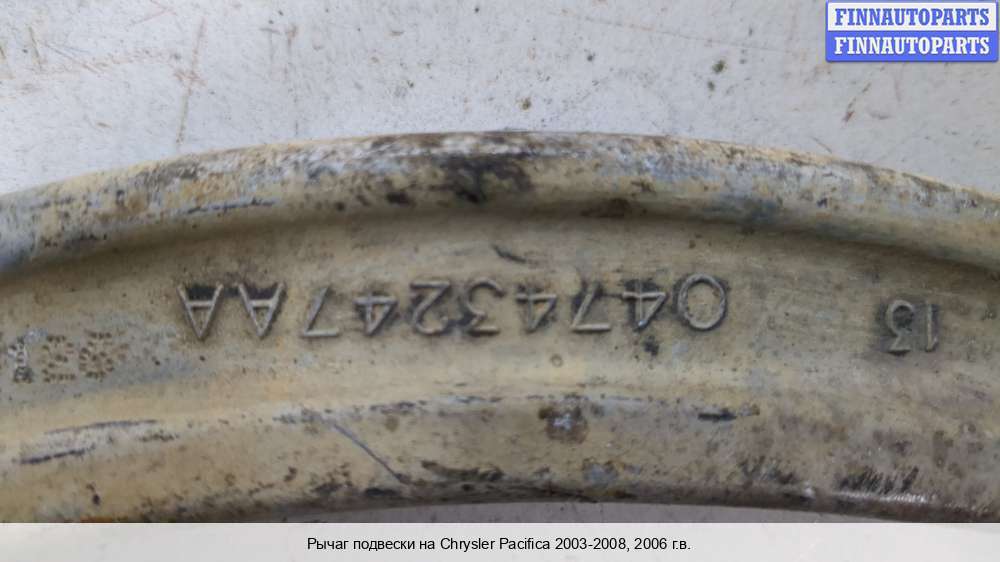 FINNAUTOPARTS
FINNAUTOPARTS
13 04743247AA
Рычаг подвески на Chrysler Pacifica 2003-2008, 2006 г.в.